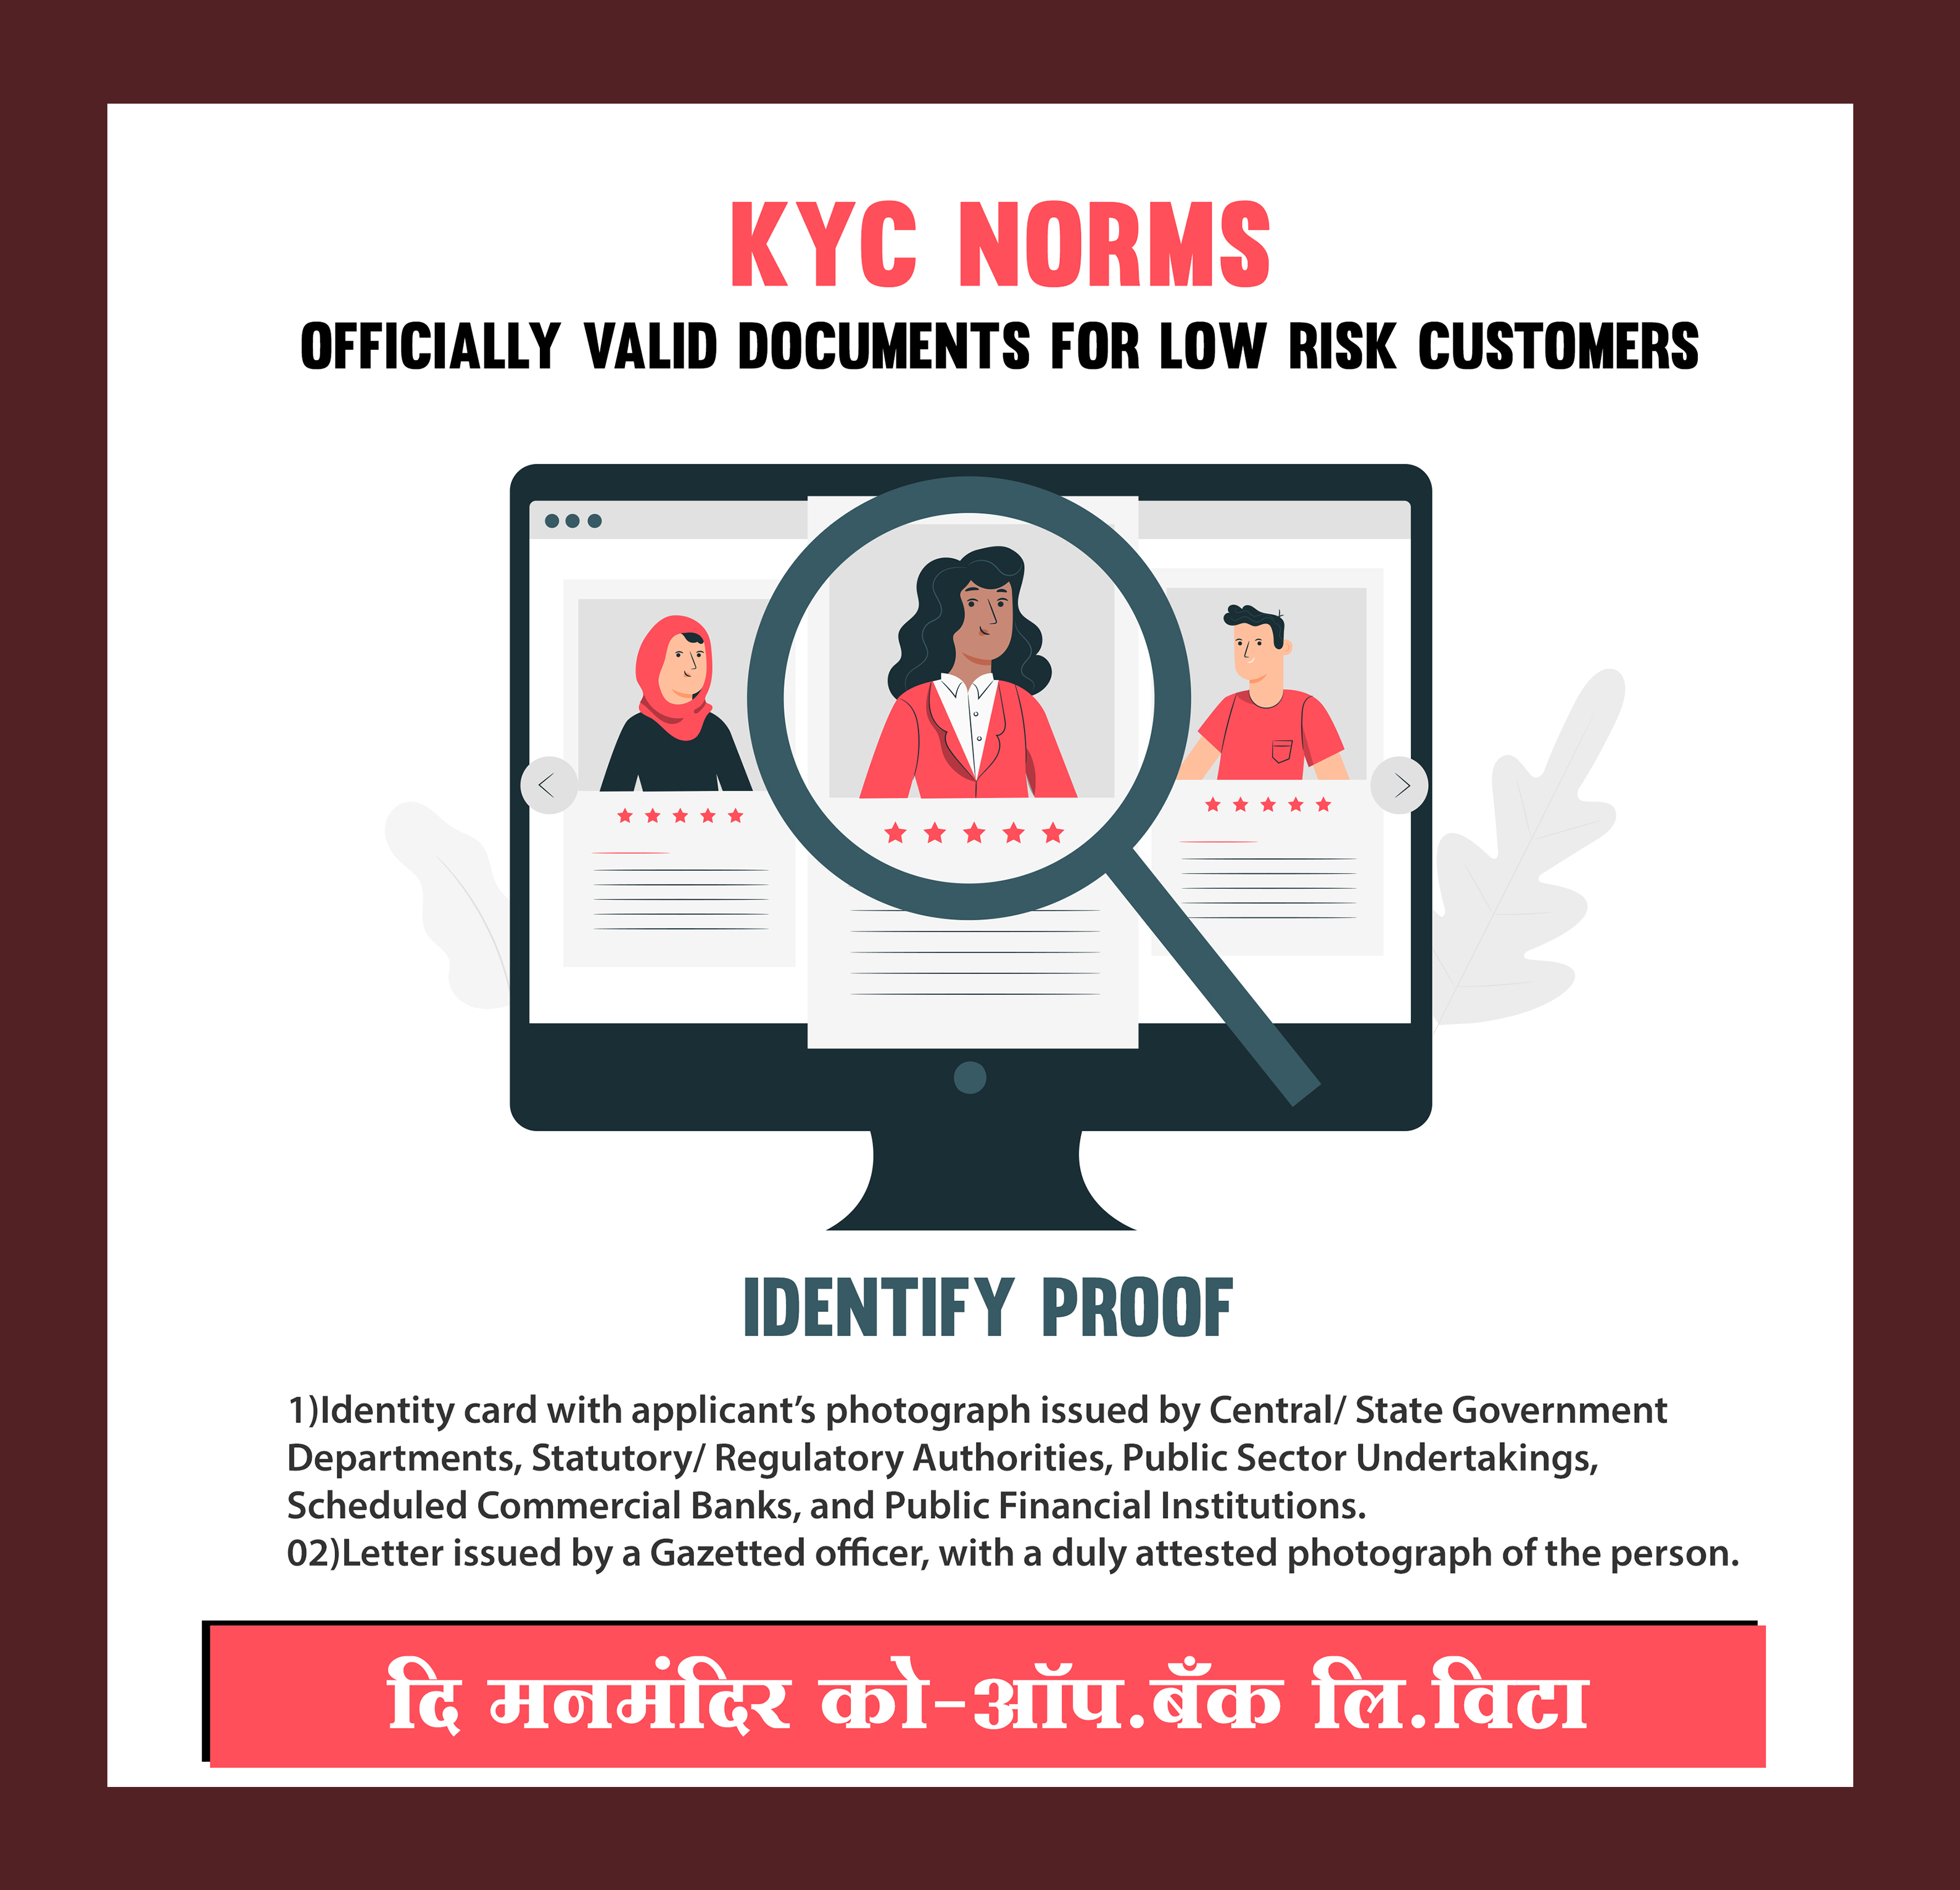 KYC NORMS
OFFICIALLY VALID DOCUMENTS FOR LOW RISK CUSTOMERS
IDENTIFY PROOF
1)Identity card with applicant’s photograph issued by Central/ State Government
Departments, Statutory/ Regulatory Authorities, Public Sector Undertakings,
Scheduled Commercial Banks, and Public Financial Institutions.
02)Letter issued by a Gazetted officer, with a duly attested photograph of the person.
दि मनमंदिर को-ऑप.बँक लि.विटा